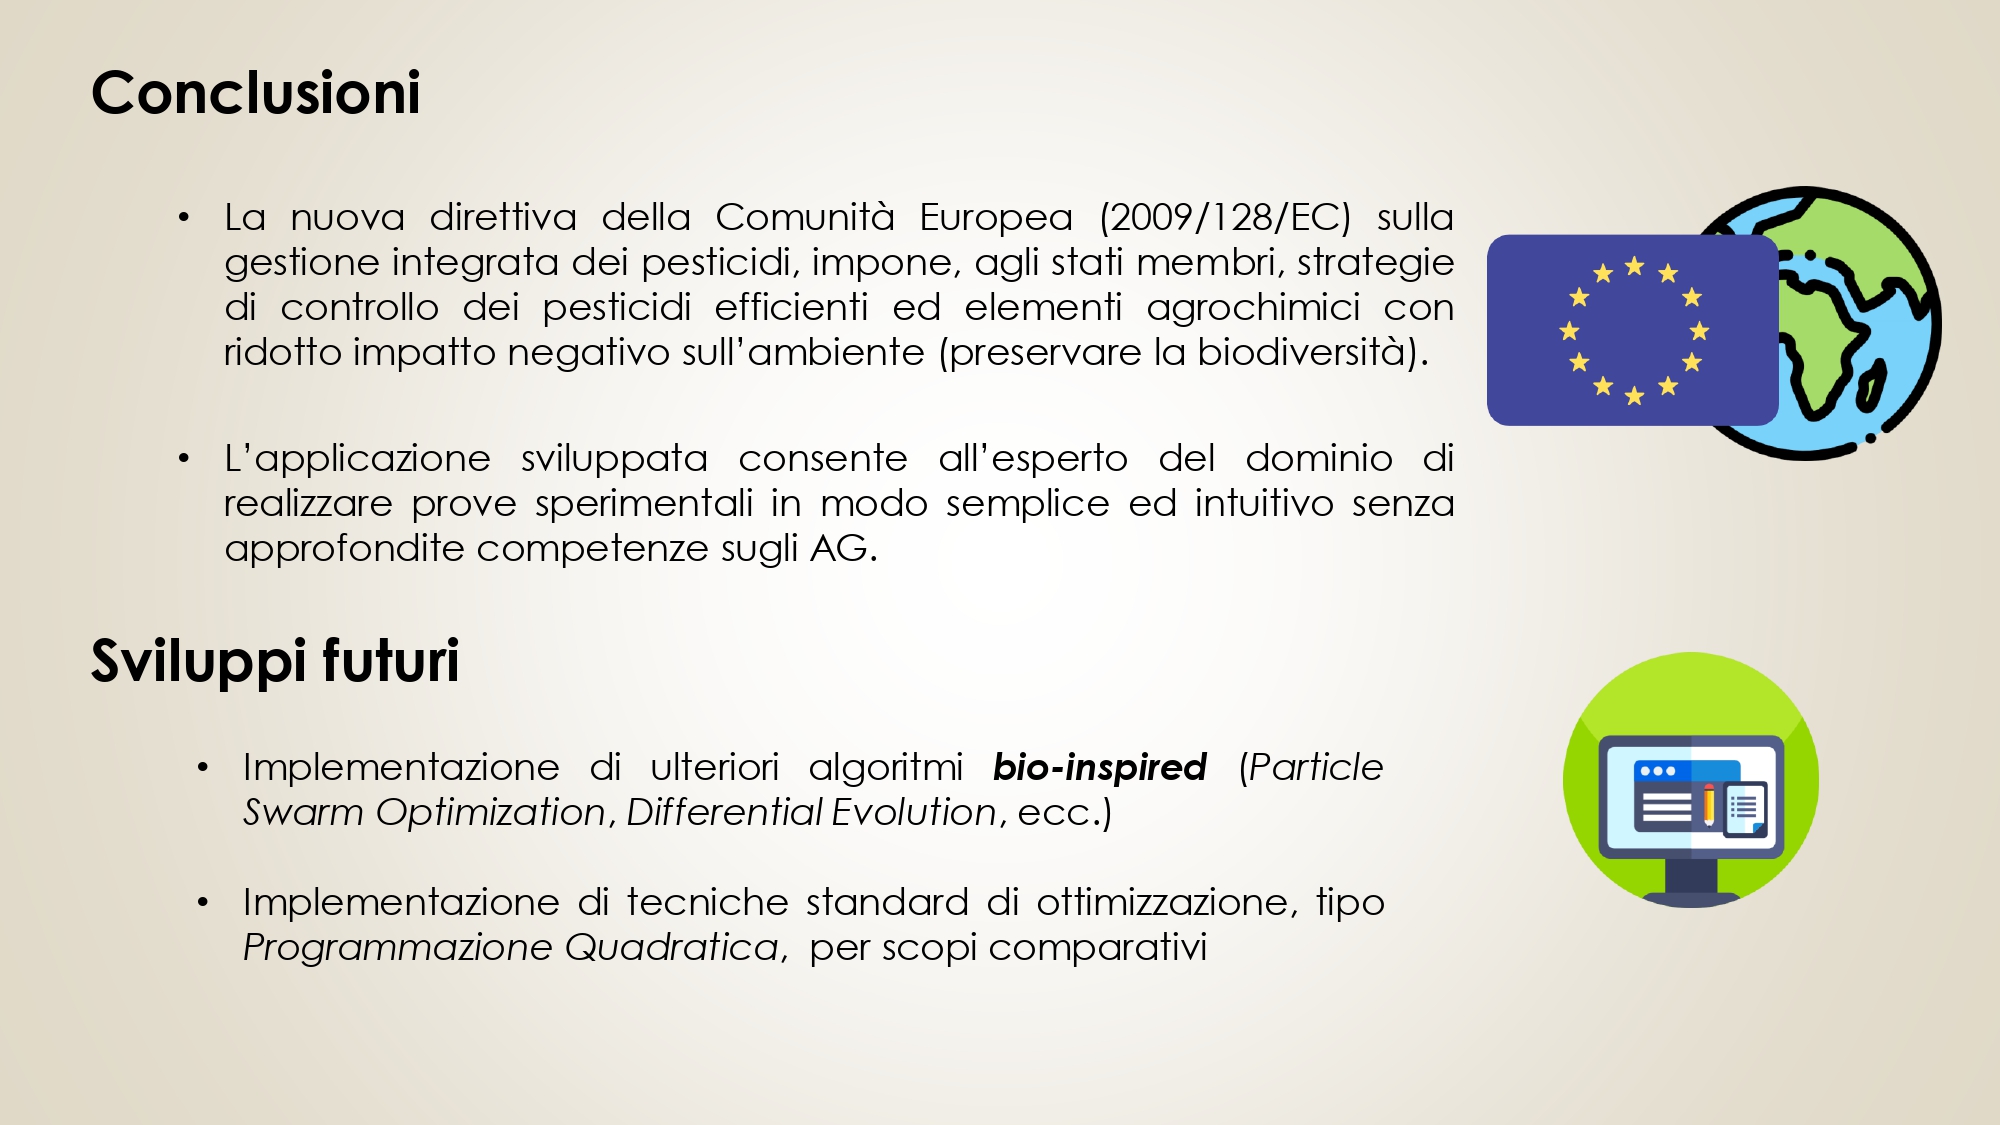 Conclusioni
• La nuova direttiva della Comunità Europea (2009/128/EC) sulla
gestione integrata dei pesticidi, impone, agli stati membri, strategie
di controllo dei pesticidi efficienti ed elementi agrochimici con
ridotto impatto negativo sull’ambiente (preservare la biodiversità).
• L’applicazione sviluppata consente all’esperto del dominio di
realizzare prove sperimentali in modo semplice ed intuitivo senza
approfondite competenze sugli AG.
Sviluppi futuri
• Implementazione di ulteriori algoritmi bio-inspired (Particle
Swarm Optimization, Differential Evolution, ecc.)
• Implementazione di tecniche standard di ottimizzazione, tipo
Programmazione Quadratica, per scopi comparativi